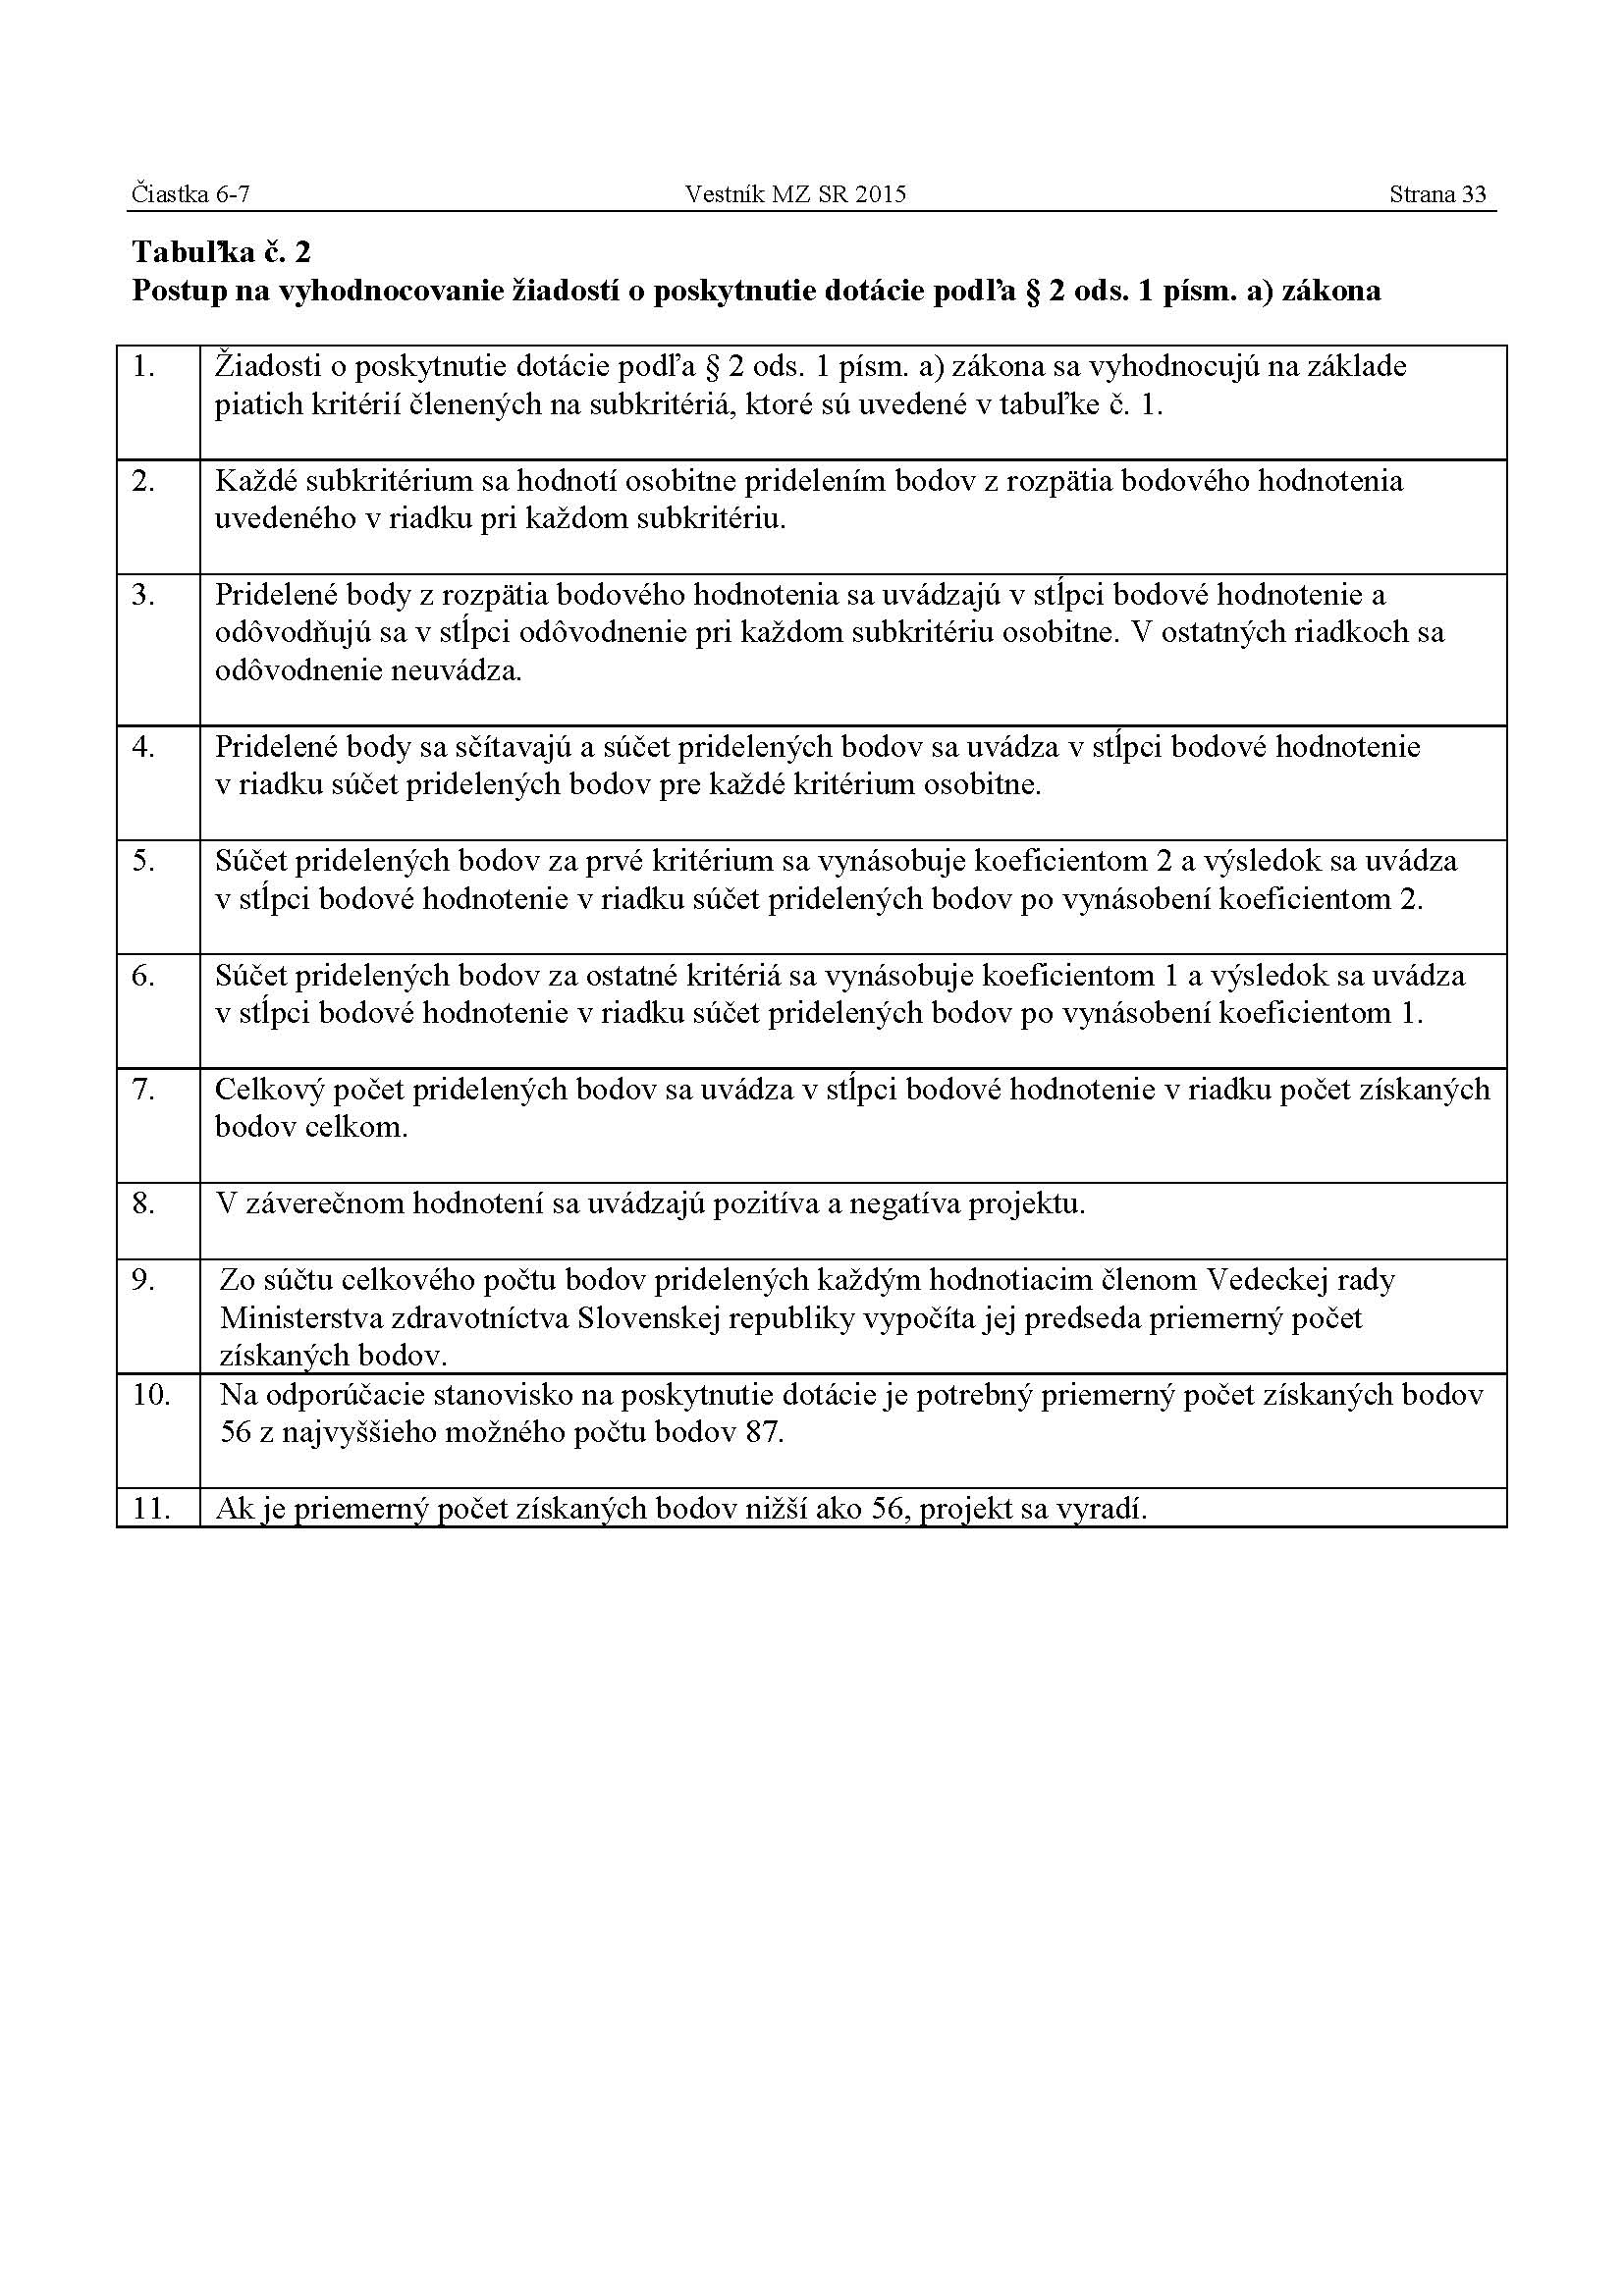 Čiastka 6-7 Vestník MZ SR 2015 Strana 33
Tabuľka č. 2
Postup na vyhodnocovanie žiadostí o poskytnutie dotácie podľa § 2 ods. 1 písm. a) zákona
1. Žiadosti o poskytnutie dotácie podľa § 2 ods. 1 písm. a) zákona sa vyhodnocujú na základe
piatich kritérií členených na subkritériá, ktoré sú uvedené v tabuľke č. 1.
2. Každé subkritérium sa hodnotí osobitne pridelením bodov z rozpätia bodového hodnotenia
uvedeného v riadku pri každom subkritériu.
3. Pridelené body z rozpätia bodového hodnotenia sa uvádzajú v stĺpci bodové hodnotenie a
odôvodňujú sa v stĺpci odôvodnenie pri každom subkritériu osobitne. V ostatných riadkoch sa
odôvodnenie neuvádza.
4. Pridelené body sa sčítavajú a súčet pridelených bodov sa uvádza v stĺpci bodové hodnotenie
v riadku súčet pridelených bodov pre každé kritérium osobitne.
5. Súčet pridelených bodov za prvé kritérium sa vynásobuje koeficientom 2 a výsledok sa uvádza
v stĺpci bodové hodnotenie v riadku súčet pridelených bodov po vynásobení koeficientom 2.
6. Súčet pridelených bodov za ostatné kritériá sa vynásobuje koeficientom 1 a výsledok sa uvádza
v stĺpci bodové hodnotenie v riadku súčet pridelených bodov po vynásobení koeficientom 1.
7. Celkový počet pridelených bodov sa uvádza v stĺpci bodové hodnotenie v riadku počet získaných
bodov celkom.
8. V záverečnom hodnotení sa uvádzajú pozitíva a negatíva projektu.
9. Zo súčtu celkového počtu bodov pridelených každým hodnotiacim členom Vedeckej rady
Ministerstva zdravotníctva Slovenskej republiky vypočíta jej predseda priemerný počet
získaných bodov.
10. Na odporúčacie stanovisko na poskytnutie dotácie je potrebný priemerný počet získaných bodov
56 z najvyššieho možného počtu bodov 87.
11. Ak je priemerný počet získaných bodov nižší ako 56, projekt sa vyradí.